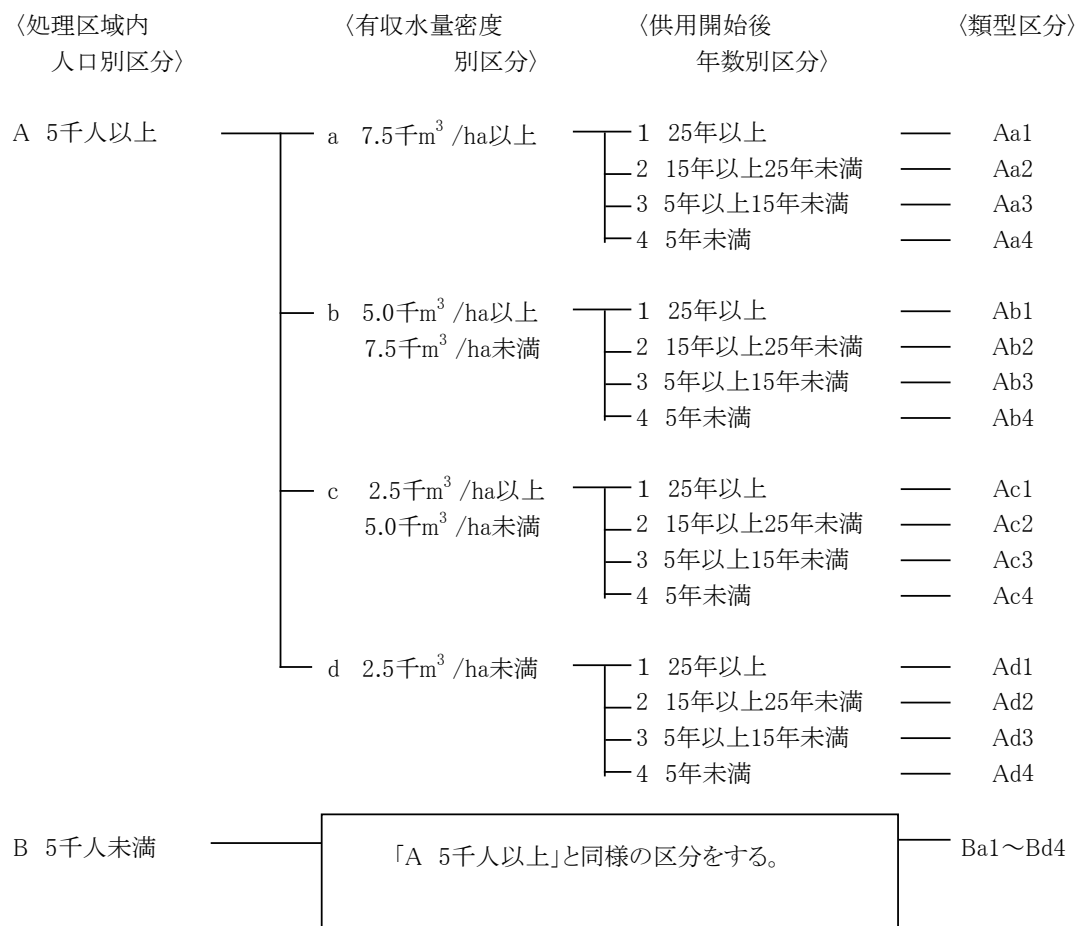 〈処理区域内 〈有収水量密度 〈供用開始後 〈類型区分〉
人口別区分〉 別区分〉 年数別区分〉
A 5千人以上 a 7.5千m³/ha以上 1 25年以上 Aa1
2 15年以上25年未満 Aa2
3 5年以上15年未満 Aa3
4 5年未満 Aa4
b 5.0千m³/ha以上 1 25年以上 Ab1
7.5千m³/ha未満 2 15年以上25年未満 Ab2
3 5年以上15年未満 Ab3
4 5年未満 Ab4
c 2.5千m³/ha以上 1 25年以上 Ac1
5.0千m³/ha未満 2 15年以上25年未満 Ac2
3 5年以上15年未満 Ac3
4 5年未満 Ac4
d 2.5千m³/ha未満 1 25年以上 Ad1
2 15年以上25年未満 Ad2
3 5年以上15年未満 Ad3
4 5年未満 Ad4
B 5千人未満 「A 5千人以上」と同様の区分をする。 Ba1～Bd4